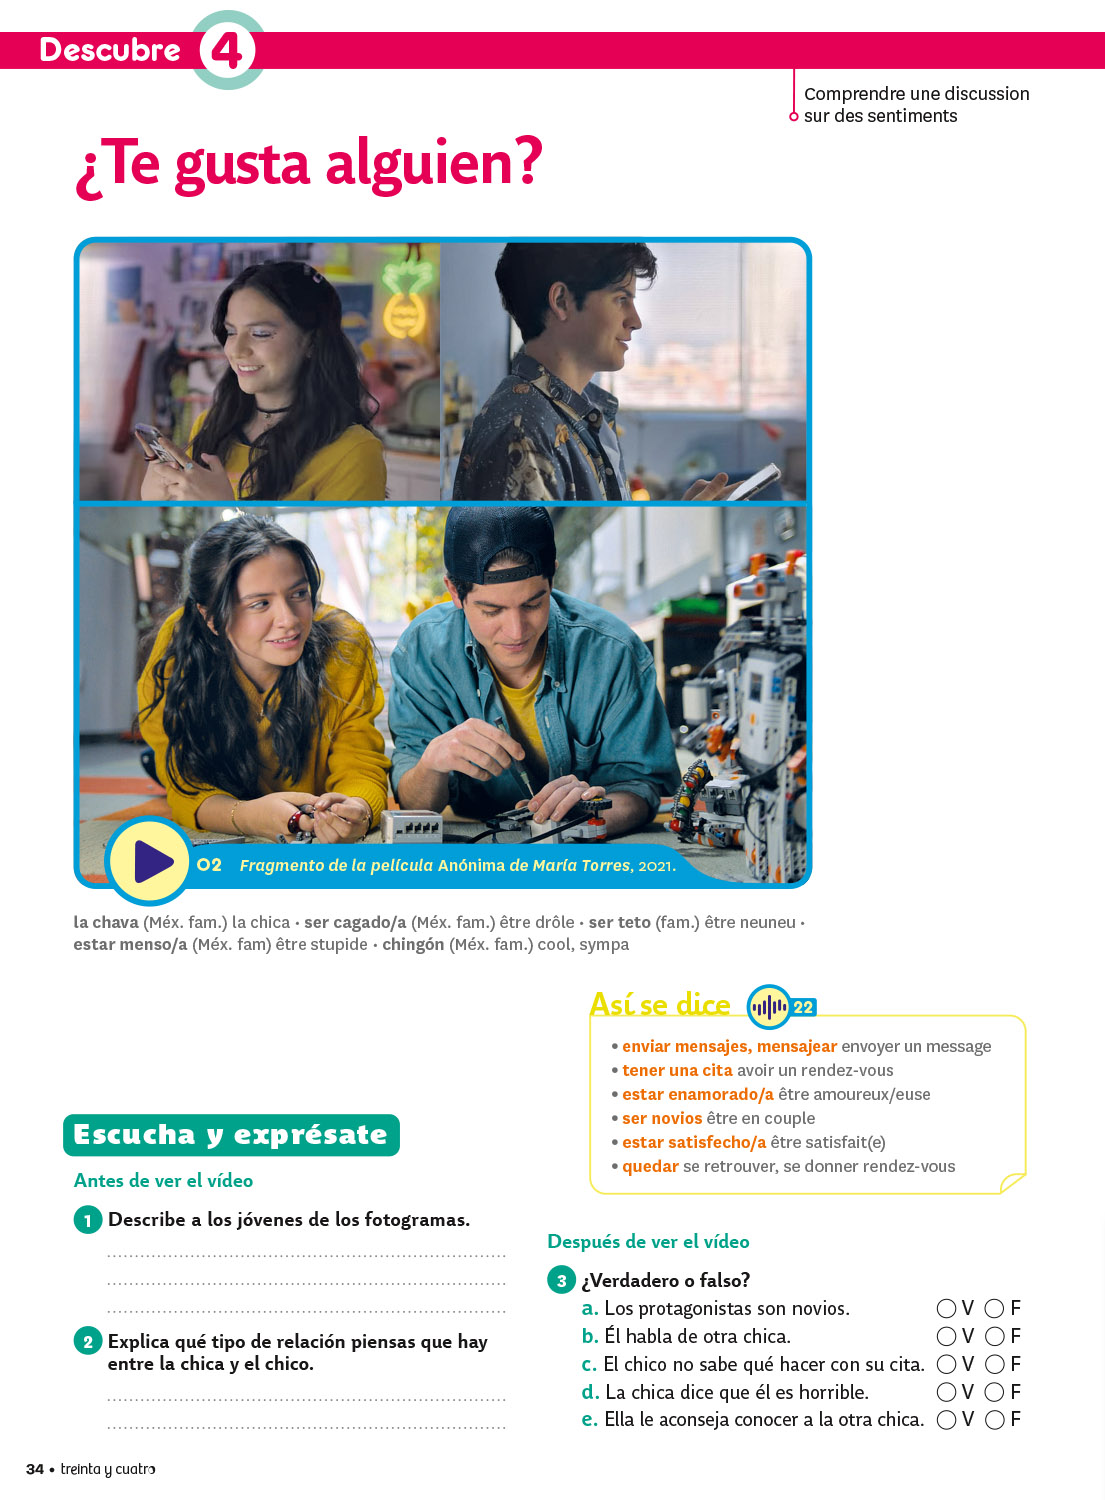 Descubre 4
Comprendre une discussion
sur des sentiments
¿Te gusta alguien?
02 Fragmento de la película Anónima de María Torres, 2021.
la chava (Méx. fam.) la chica • ser cagado/a (Méx. fam.) être drôle • ser teto (fam.) être neuneu •
estar menso/a (Méx. fam) être stupide • chingón (Méx. fam.) cool, sympa
Así se dice 22
• enviar mensajes, mensajear envoyer un message
• tener una cita avoir un rendez-vous
• estar enamorado/a être amoureux/euse
• ser novios être en couple
• estar satisfecho/a être satisfait(e)
• quedar se retrouver, se donner rendez-vous
Escucha y exprésate
Antes de ver el vídeo
1 Describe a los jóvenes de los fotogramas.
2 Explica qué tipo de relación piensas que hay
entre la chica y el chico.
Después de ver el vídeo
3 ¿Verdadero o falso?
a. Los protagonistas son novios. V F
b. Él habla de otra chica. V F
c. El chico no sabe qué hacer con su cita. V F
d. La chica dice que él es horrible. V F
e. Ella le aconseja conocer a la otra chica. V F
34 • treinta y cuatro